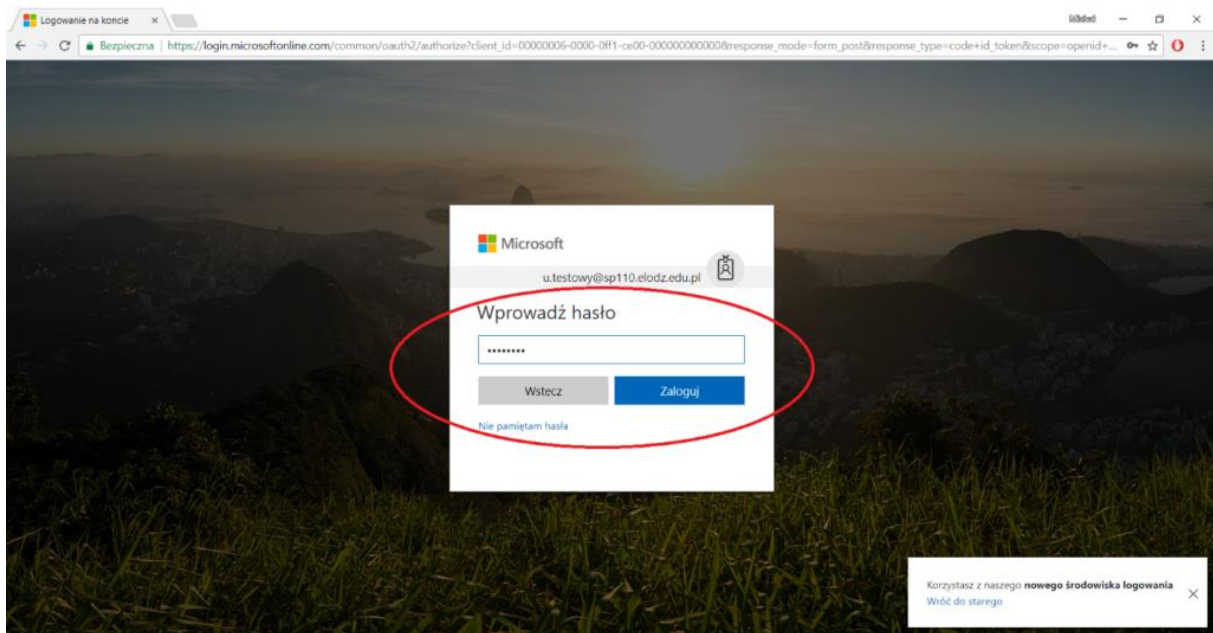 Logowanie na koncie
Bezpieczna | https://login.microsoftonline.com/common/oauth2/authorize?client_id=00000006-0000-0ff1-ce00-000000000000&response_mode=form_post&response_type=code+id_token&scope=openid+...
Microsoft
u.testowy@sp110.elodz.edu.pl
Wprowadź hasło
••••••••
Wstecz Zaloguj
Nie pamiętam hasła
Korzystasz z naszego nowego środowiska logowania
Wróć do starego